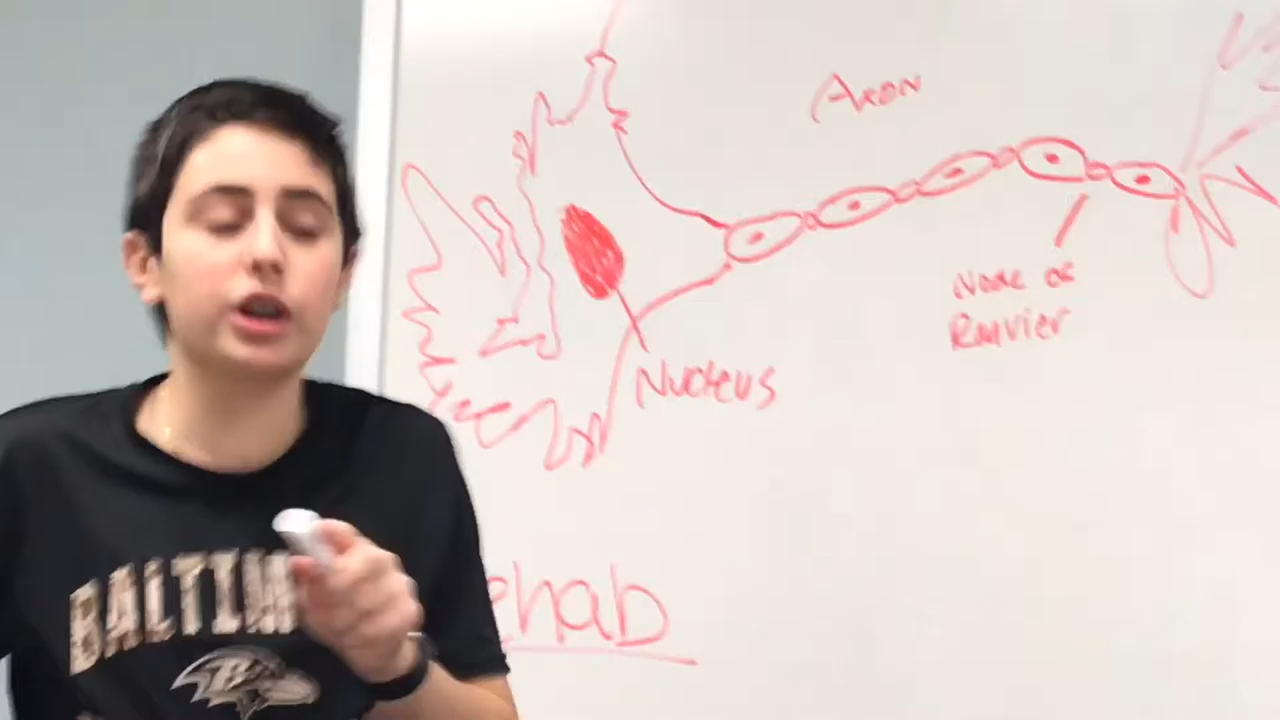 Axon
Node of
Ranvier
Nucleus
ehab
BALTIM